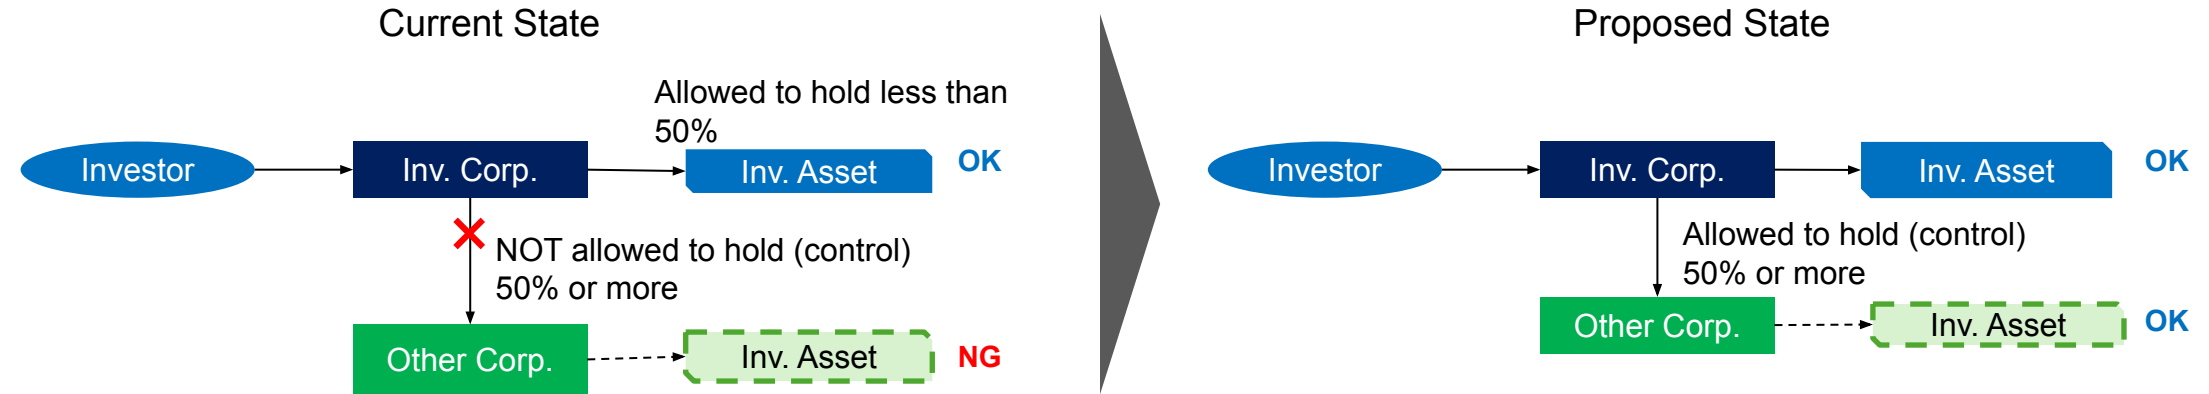 Current State
Allowed to hold less than
50%
Investor
Inv. Corp.
Inv. Asset
OK
NOT allowed to hold (control)
50% or more
Other Corp.
Inv. Asset
NG
Proposed State
Investor
Inv. Corp.
Inv. Asset
OK
Allowed to hold (control)
50% or more
Other Corp.
Inv. Asset
OK